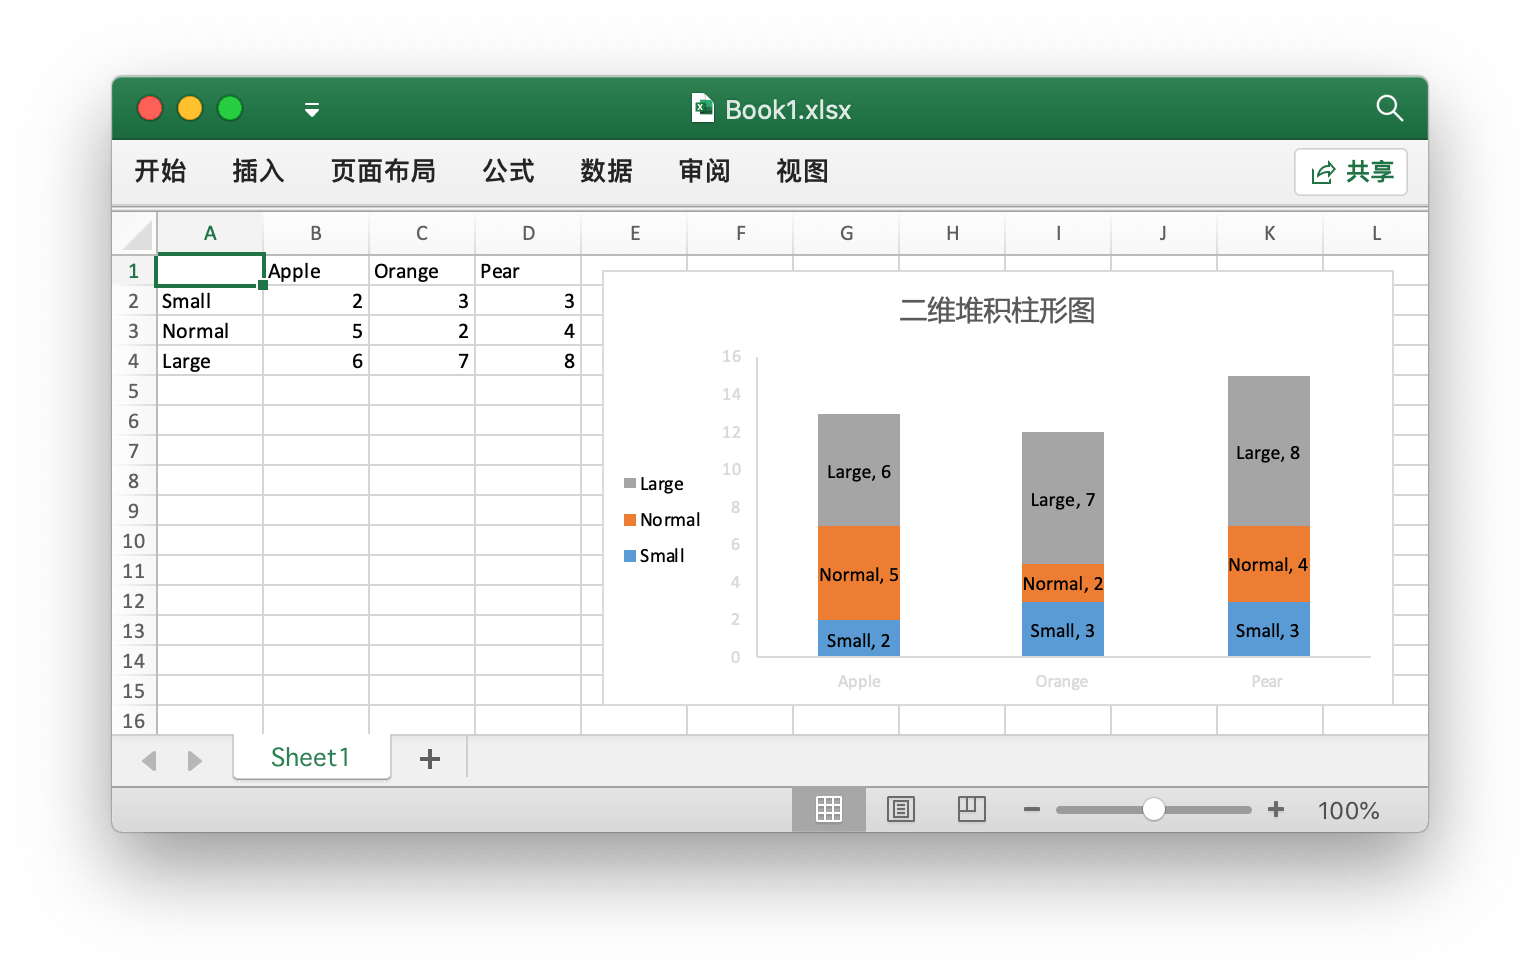 Book1.xlsx
开始 插入 页面布局 公式 数据 审阅 视图 共享
A B C D E F G H I J K L
1 Apple Orange Pear
2 Small 2 3 3
3 Normal 5 2 4
4 Large 6 7 8
5
6
7
8
9
10
11
12
13
14
15
16
二维堆积柱形图
16
14
12
10
8
6
4
2
0
Large
Normal
Small
Large, 6
Normal, 5
Small, 2
Large, 7
Normal, 2
Small, 3
Large, 8
Normal, 4
Small, 3
Apple Orange Pear
Sheet1
100%